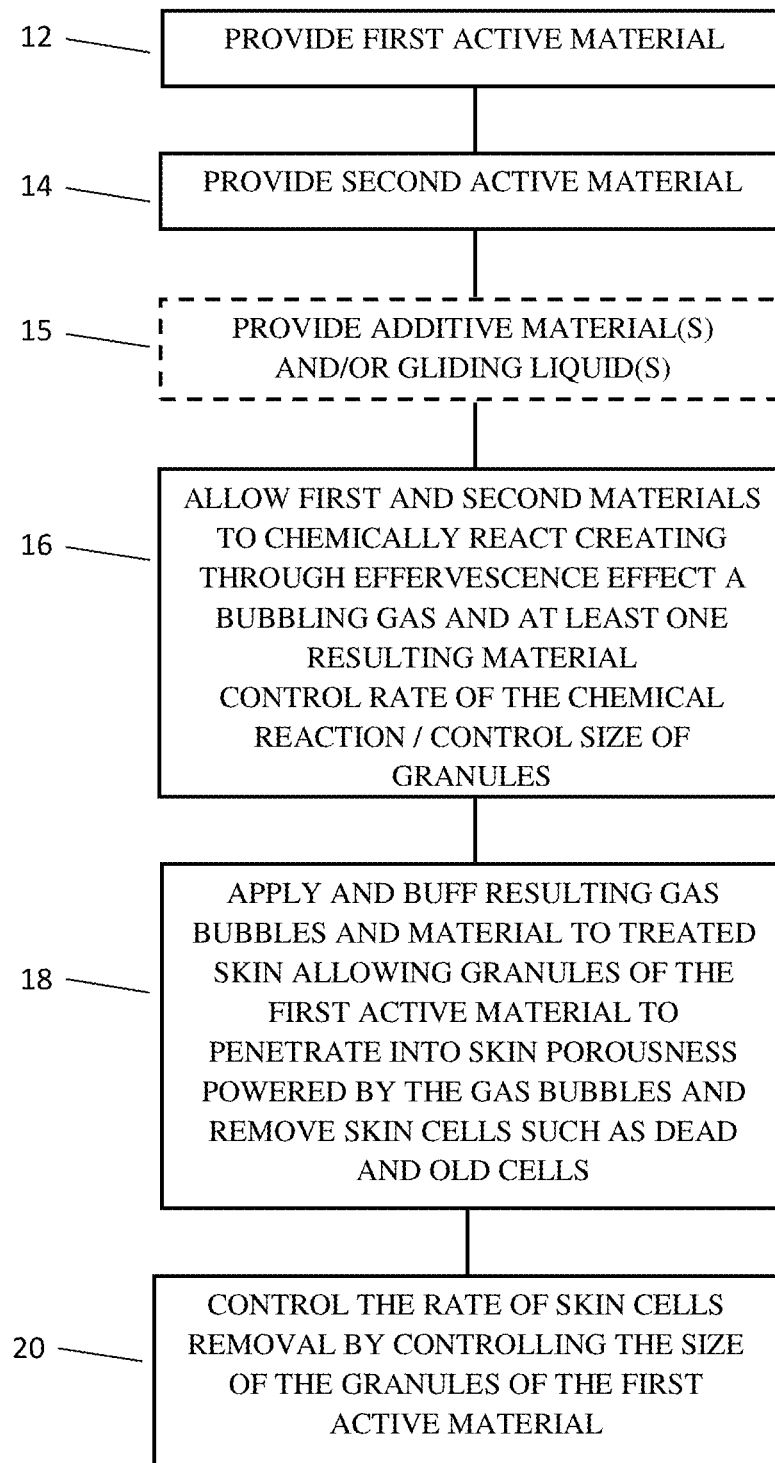 12
PROVIDE FIRST ACTIVE MATERIAL
14
PROVIDE SECOND ACTIVE MATERIAL
15
PROVIDE ADDITIVE MATERIAL(S)
AND/OR GLIDING LIQUID(S)
16
ALLOW FIRST AND SECOND MATERIALS
TO CHEMICALLY REACT CREATING
THROUGH EFFERVESCENCE EFFECT A
BUBBLING GAS AND AT LEAST ONE
RESULTING MATERIAL
CONTROL RATE OF THE CHEMICAL
REACTION / CONTROL SIZE OF
GRANULES
18
APPLY AND BUFF RESULTING GAS
BUBBLES AND MATERIAL TO TREATED
SKIN ALLOWING GRANULES OF THE
FIRST ACTIVE MATERIAL TO
PENETRATE INTO SKIN POROUSNESS
POWERED BY THE GAS BUBBLES AND
REMOVE SKIN CELLS SUCH AS DEAD
AND OLD CELLS
20
CONTROL THE RATE OF SKIN CELLS
REMOVAL BY CONTROLLING THE SIZE
OF THE GRANULES OF THE FIRST
ACTIVE MATERIAL